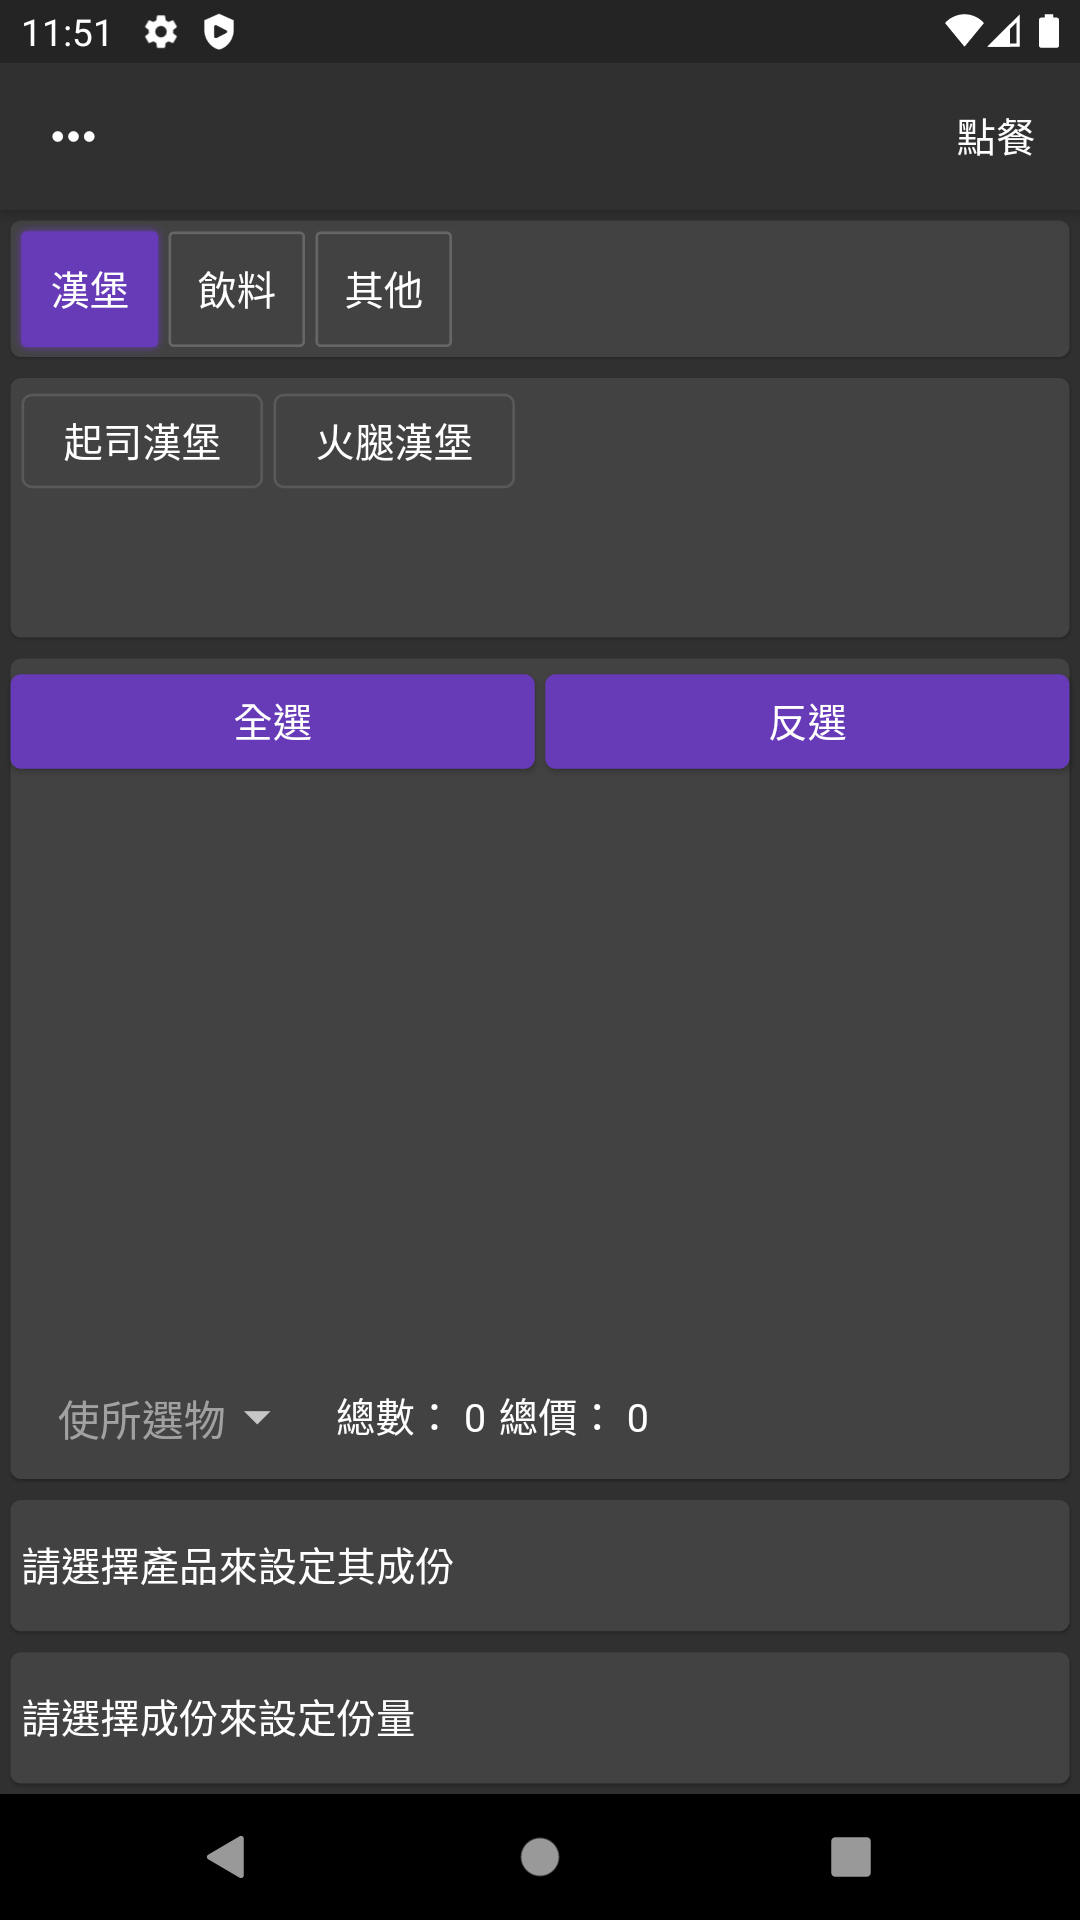 11:51
點餐
漢堡 飲料 其他
起司漢堡 火腿漢堡
全選 反選
使所選物 總數： 0 總價： 0
請選擇產品來設定其成份
請選擇成份來設定份量